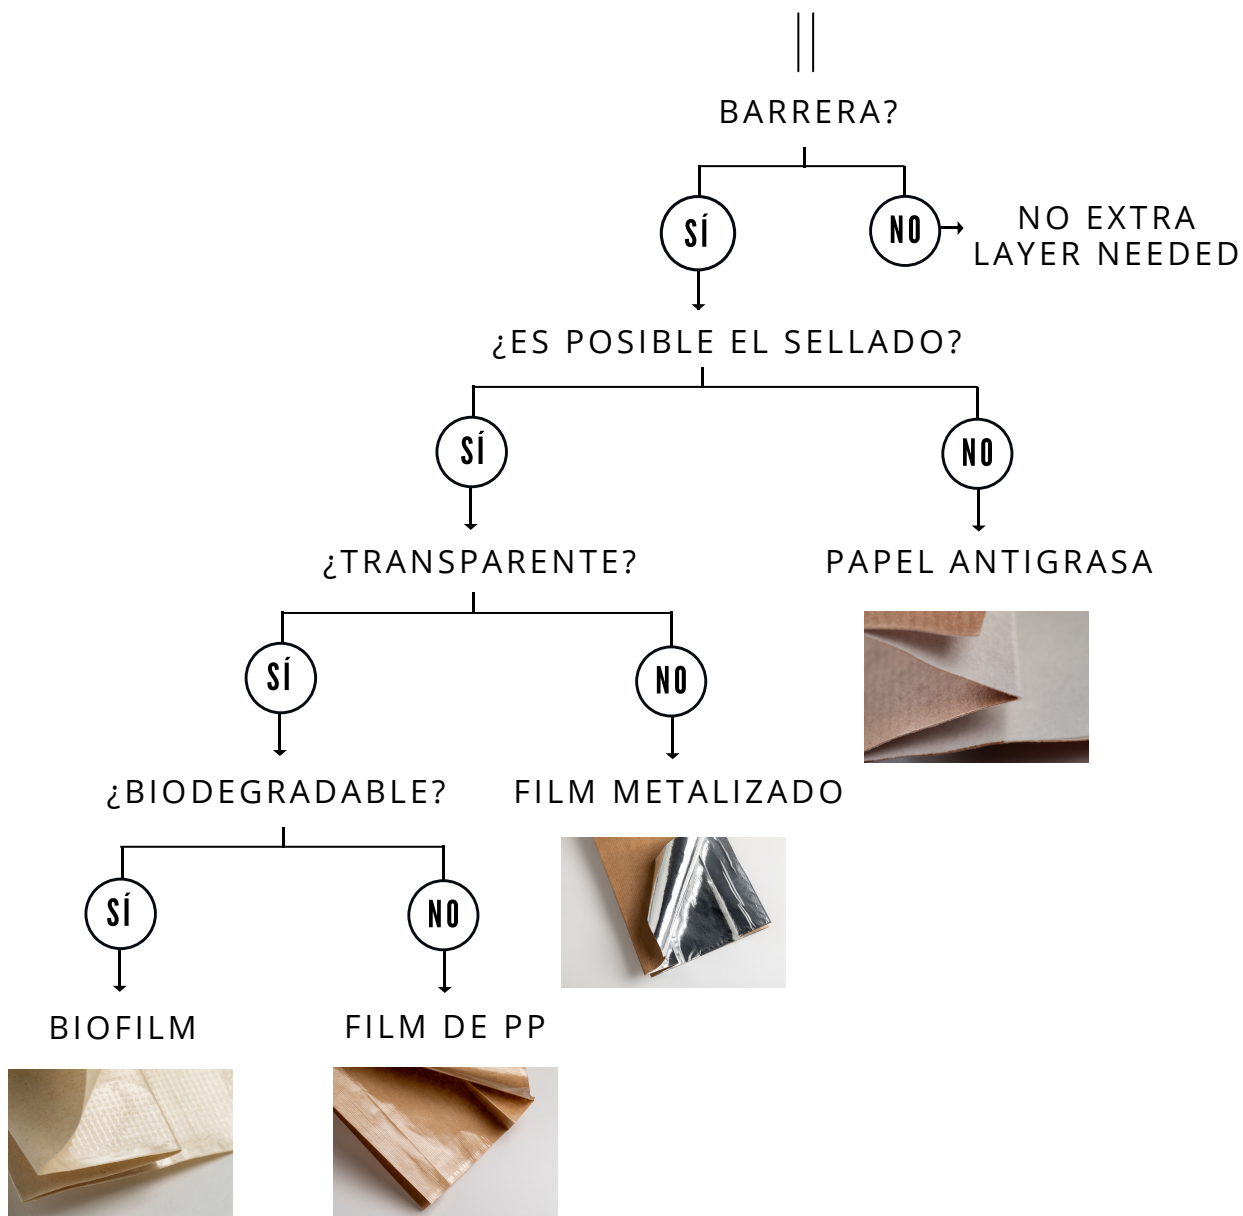 BARRERA?
SÍ
NO
NO EXTRA
LAYER NEEDED
¿ES POSIBLE EL SELLADO?
SÍ
NO
¿TRANSPARENTE?
PAPEL ANTIGRASA
SÍ
NO
¿BIODEGRADABLE?
FILM METALIZADO
SÍ
NO
BIOFILM
FILM DE PP